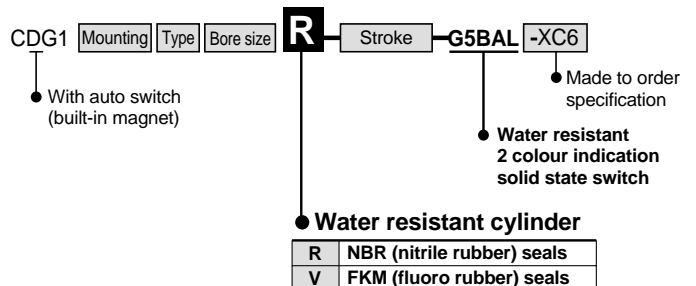 CDG1 Mounting Type Bore size R - Stroke - G5BAL -XC6
With auto switch
(built-in magnet)
Made to order
specification
Water resistant
2 colour indication
solid state switch
Water resistant cylinder
R NBR (nitrile rubber) seals
V FKM (fluoro rubber) seals